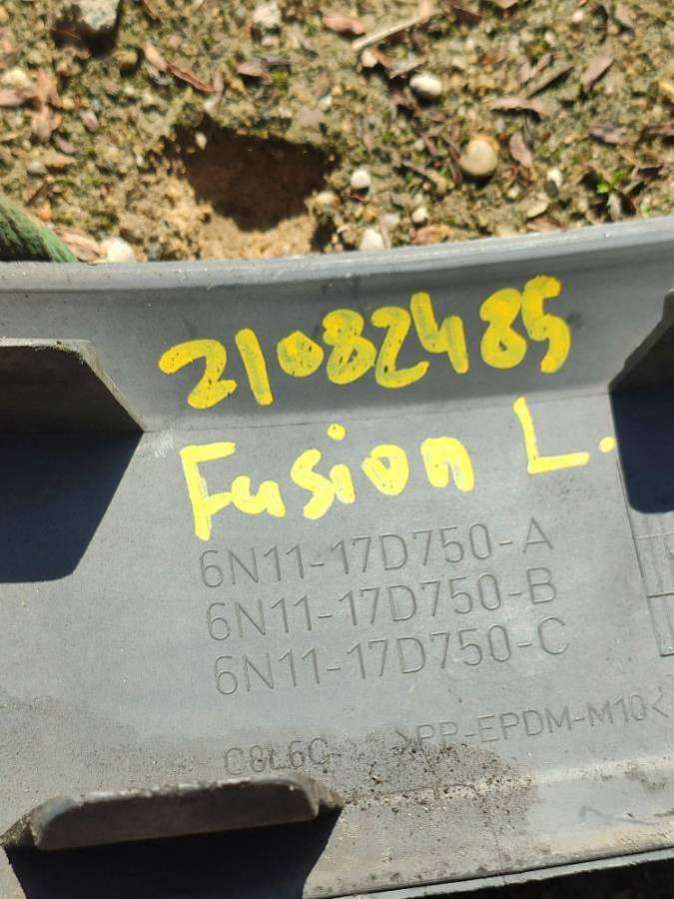 21082485
Fusion L.
6N11-17D750-A
6N11-17D750-B
6N11-17D750-C
>PP-EPDM-M10<